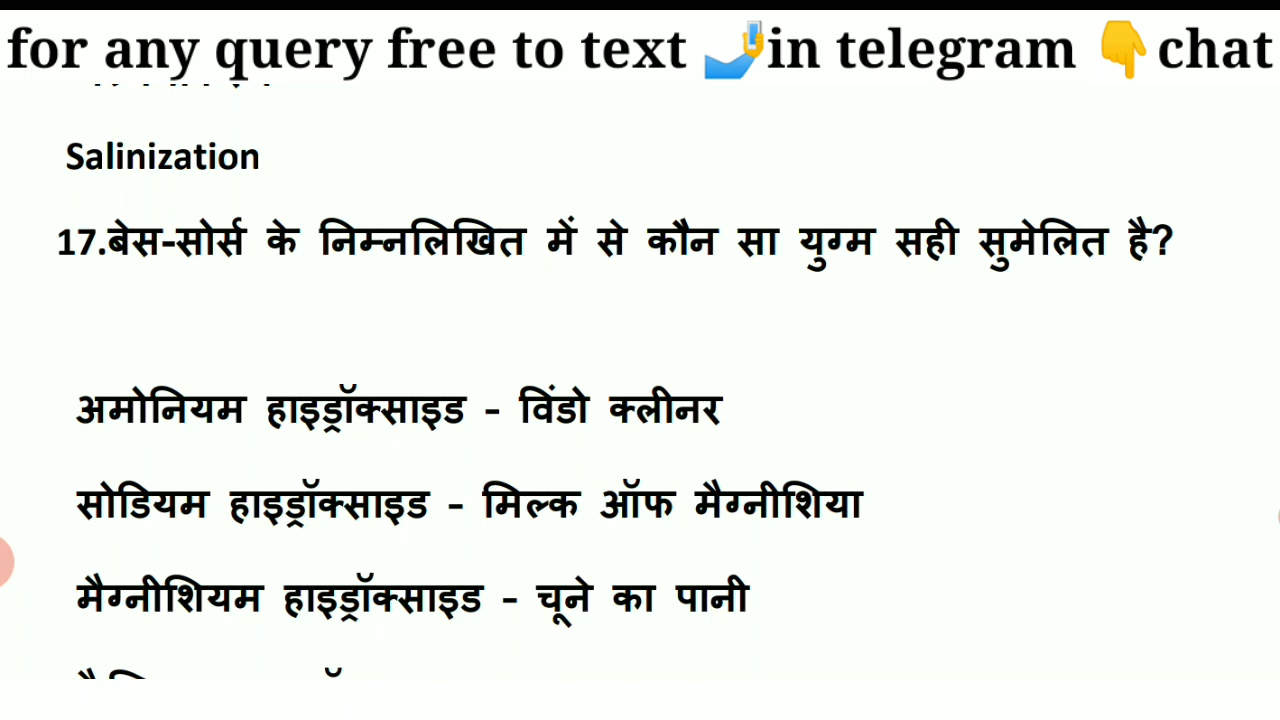 for any query free to text 🤳in telegram 👇chat
Salinization
17.बेस-सोर्स के निम्नलिखित में से कौन सा युग्म सही सुमेलित है?
अमोनियम हाइड्रॉक्साइड - विंडो क्लीनर
सोडियम हाइड्रॉक्साइड - मिल्क ऑफ मैग्नीशिया
मैग्नीशियम हाइड्रॉक्साइड - चूने का पानी